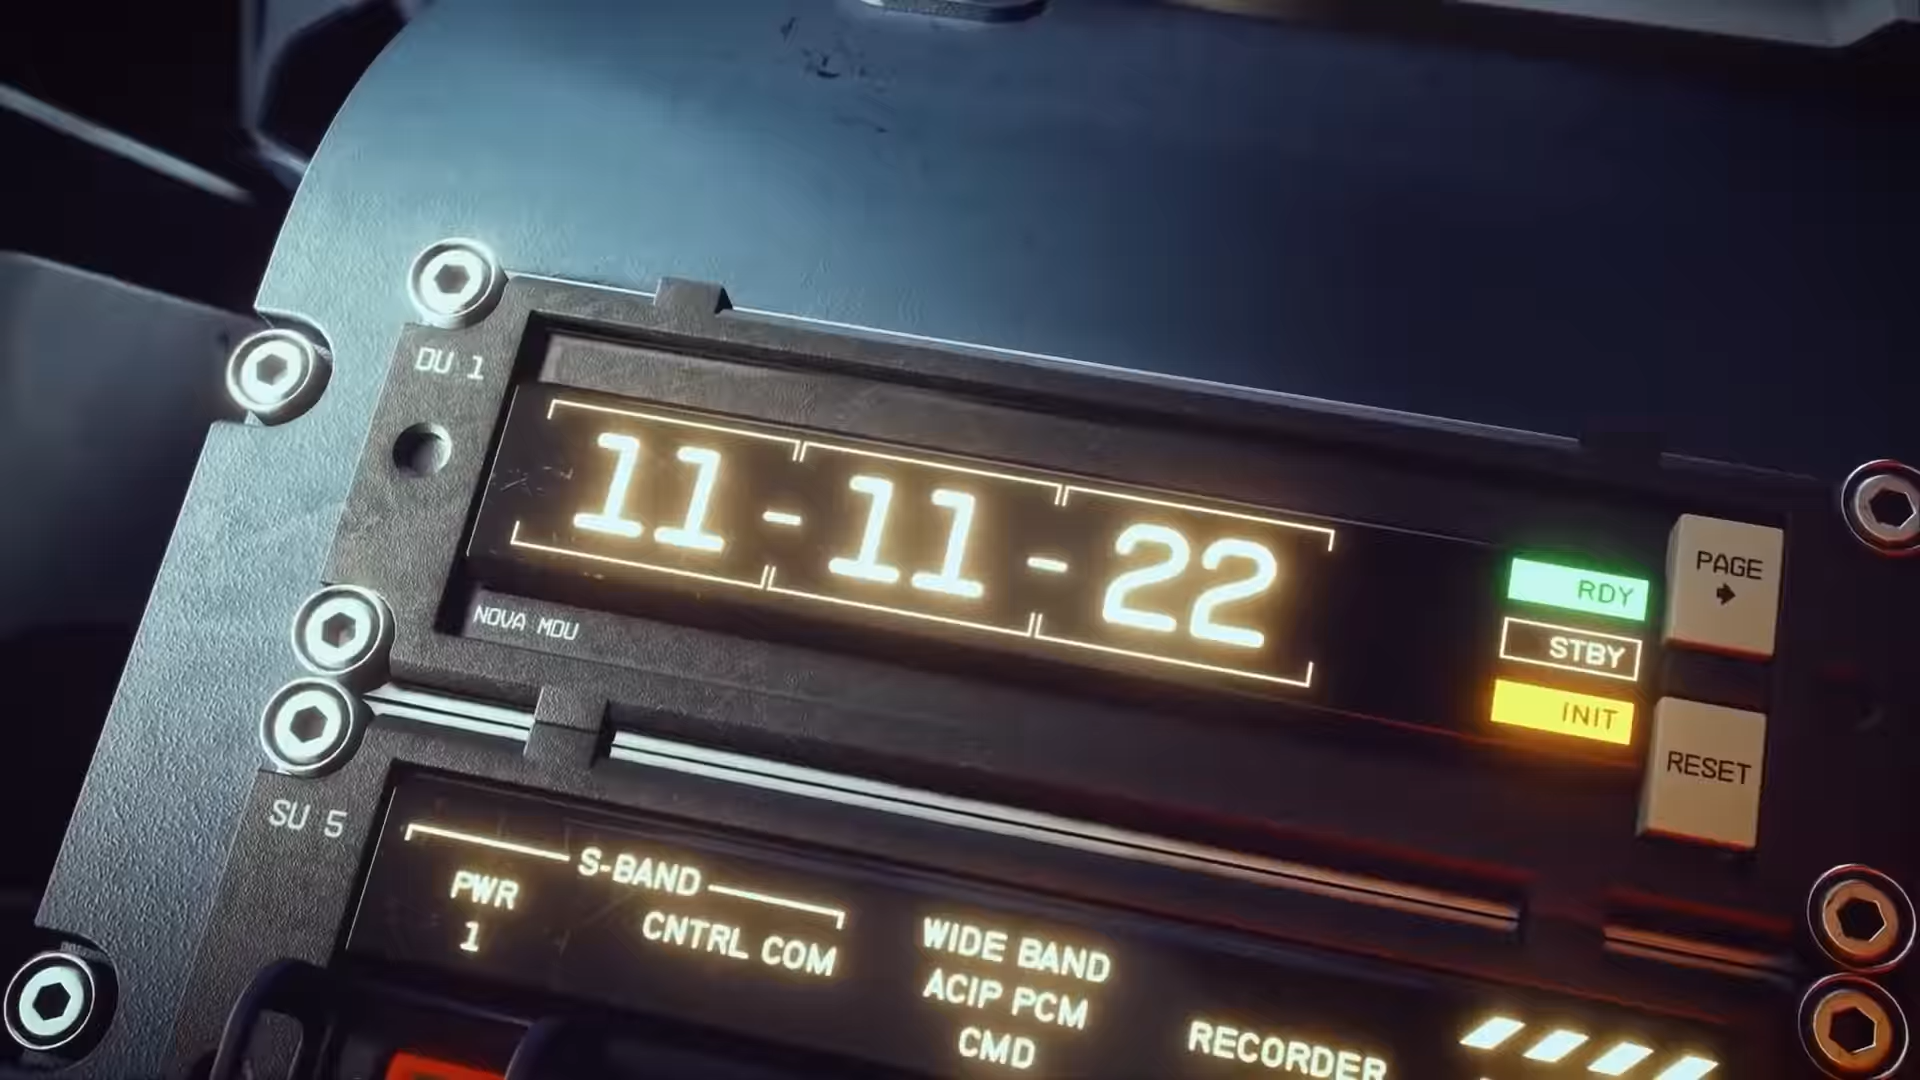 DU 1
11-11-22
NOVA MDU
RDY
STBY
INIT
PAGE
RESET
SU 5
S-BAND
PWR
1
CNTRL COM
WIDE BAND
ACIP PCM
CMD
RECORDER